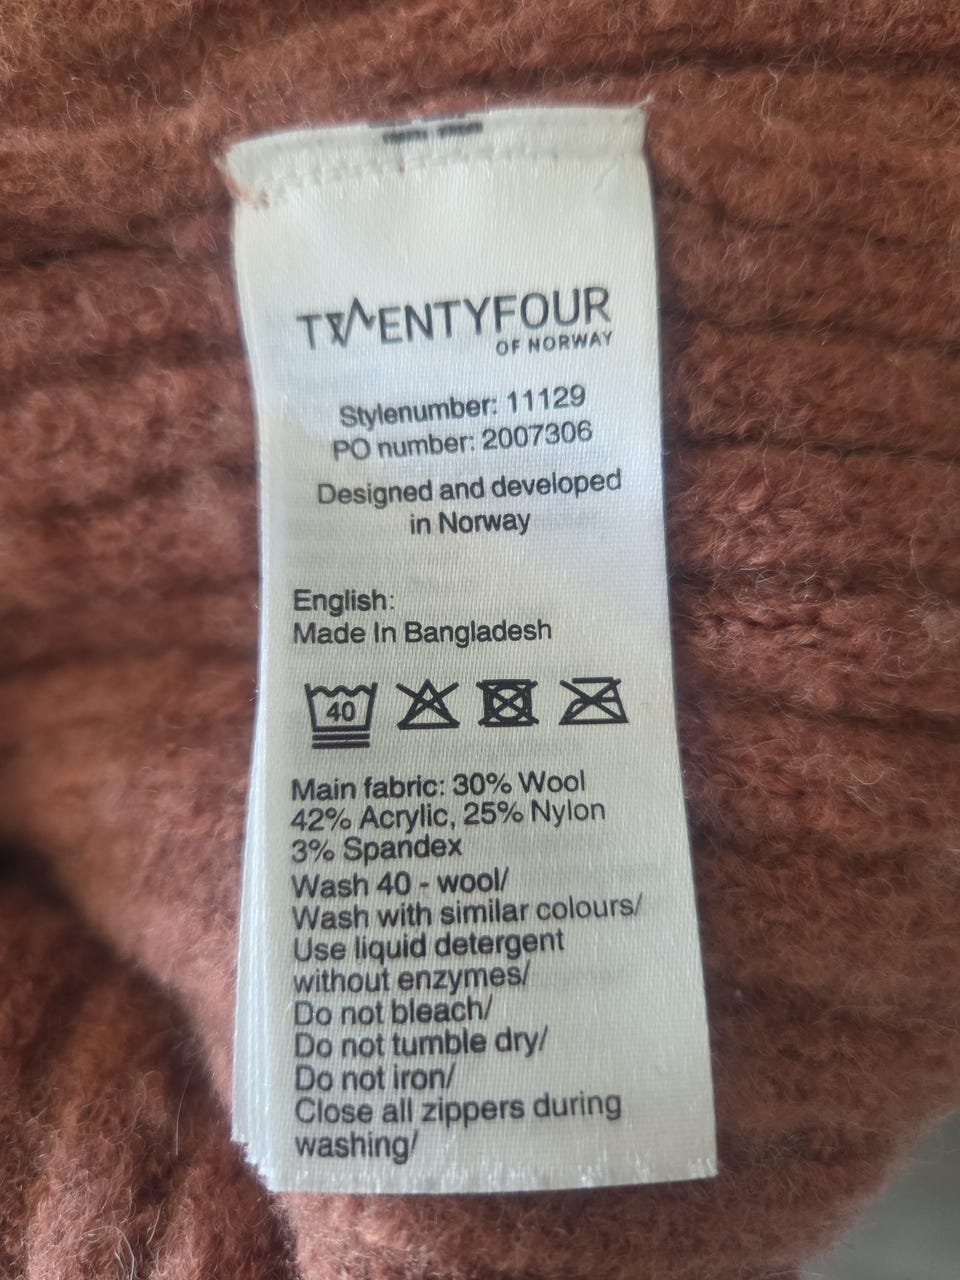 TWENTYFOUR
OF NORWAY
Stylenumber: 11129
PO number: 2007306
Designed and developed
in Norway
English:
Made In Bangladesh
40
Main fabric: 30% Wool
42% Acrylic, 25% Nylon
3% Spandex
Wash 40 - wool/
Wash with similar colours/
Use liquid detergent
without enzymes/
Do not bleach/
Do not tumble dry/
Do not iron/
Close all zippers during
washing/